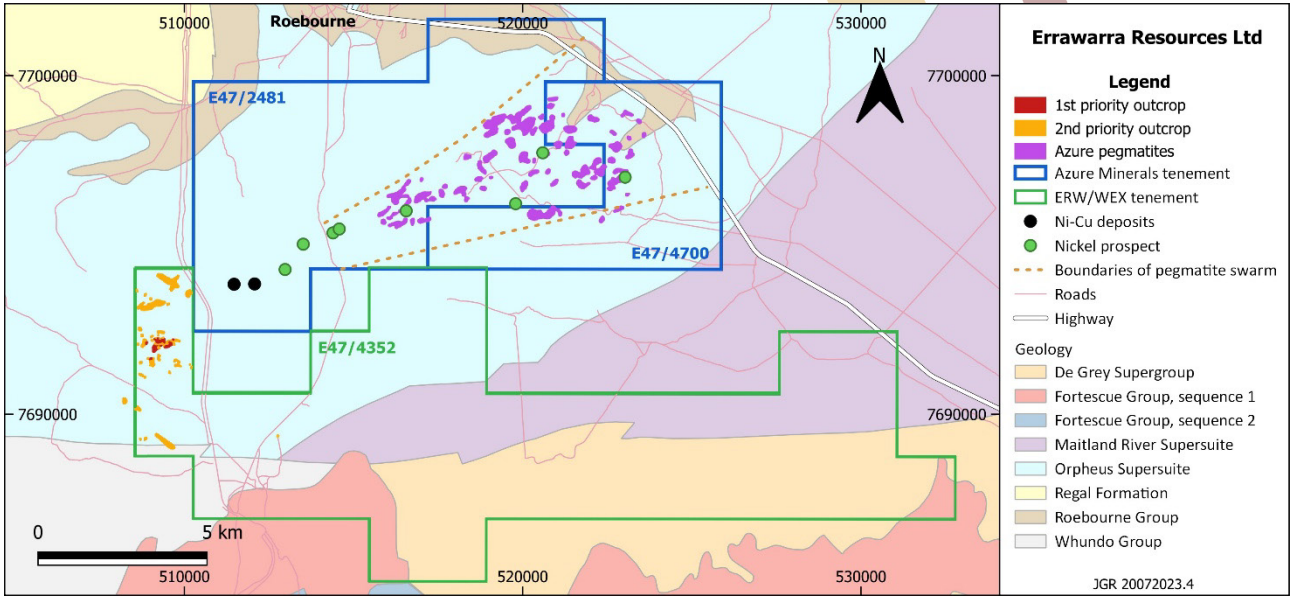 510000
Roebourne
520000
530000
7700000
7700000
E47/2481
N
E47/4700
E47/4352
7690000
7690000
0
5 km
510000
520000
530000
Errawarra Resources Ltd
Legend
1st priority outcrop
2nd priority outcrop
Azure pegmatites
Azure Minerals tenement
ERW/WEX tenement
Ni-Cu deposits
Nickel prospect
Boundaries of pegmatite swarm
Roads
Highway
Geology
De Grey Supergroup
Fortescue Group, sequence 1
Fortescue Group, sequence 2
Maitland River Supersuite
Orpheus Supersuite
Regal Formation
Roebourne Group
Whundo Group
JGR 20072023.4